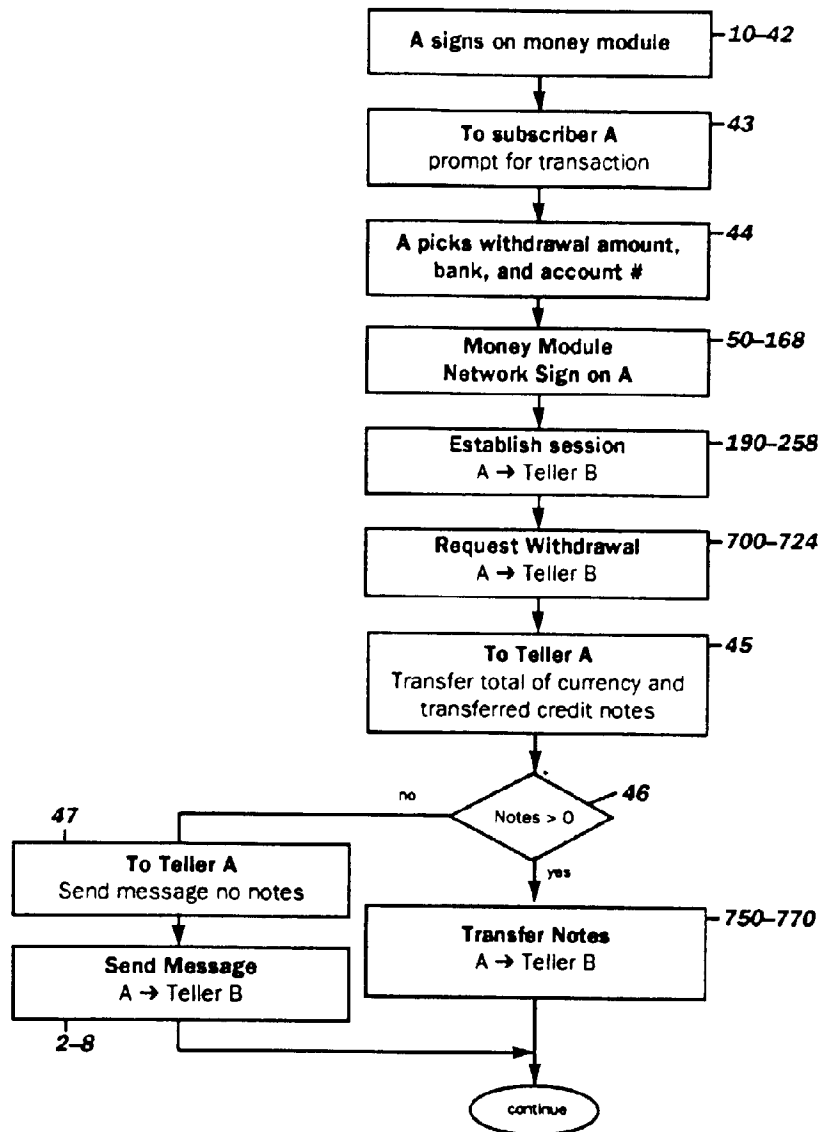 A signs on money module
10–42
To subscriber A
prompt for transaction
43
A picks withdrawal amount,
bank, and account #
44
Money Module
Network Sign on A
50–168
Establish session
A → Teller B
190–258
Request Withdrawal
A → Teller B
700–724
To Teller A
Transfer total of currency and
transferred credit notes
45
Notes > 0
46
no
yes
47
To Teller A
Send message no notes
Send Message
A → Teller B
2–8
Transfer Notes
A → Teller B
750–770
continue